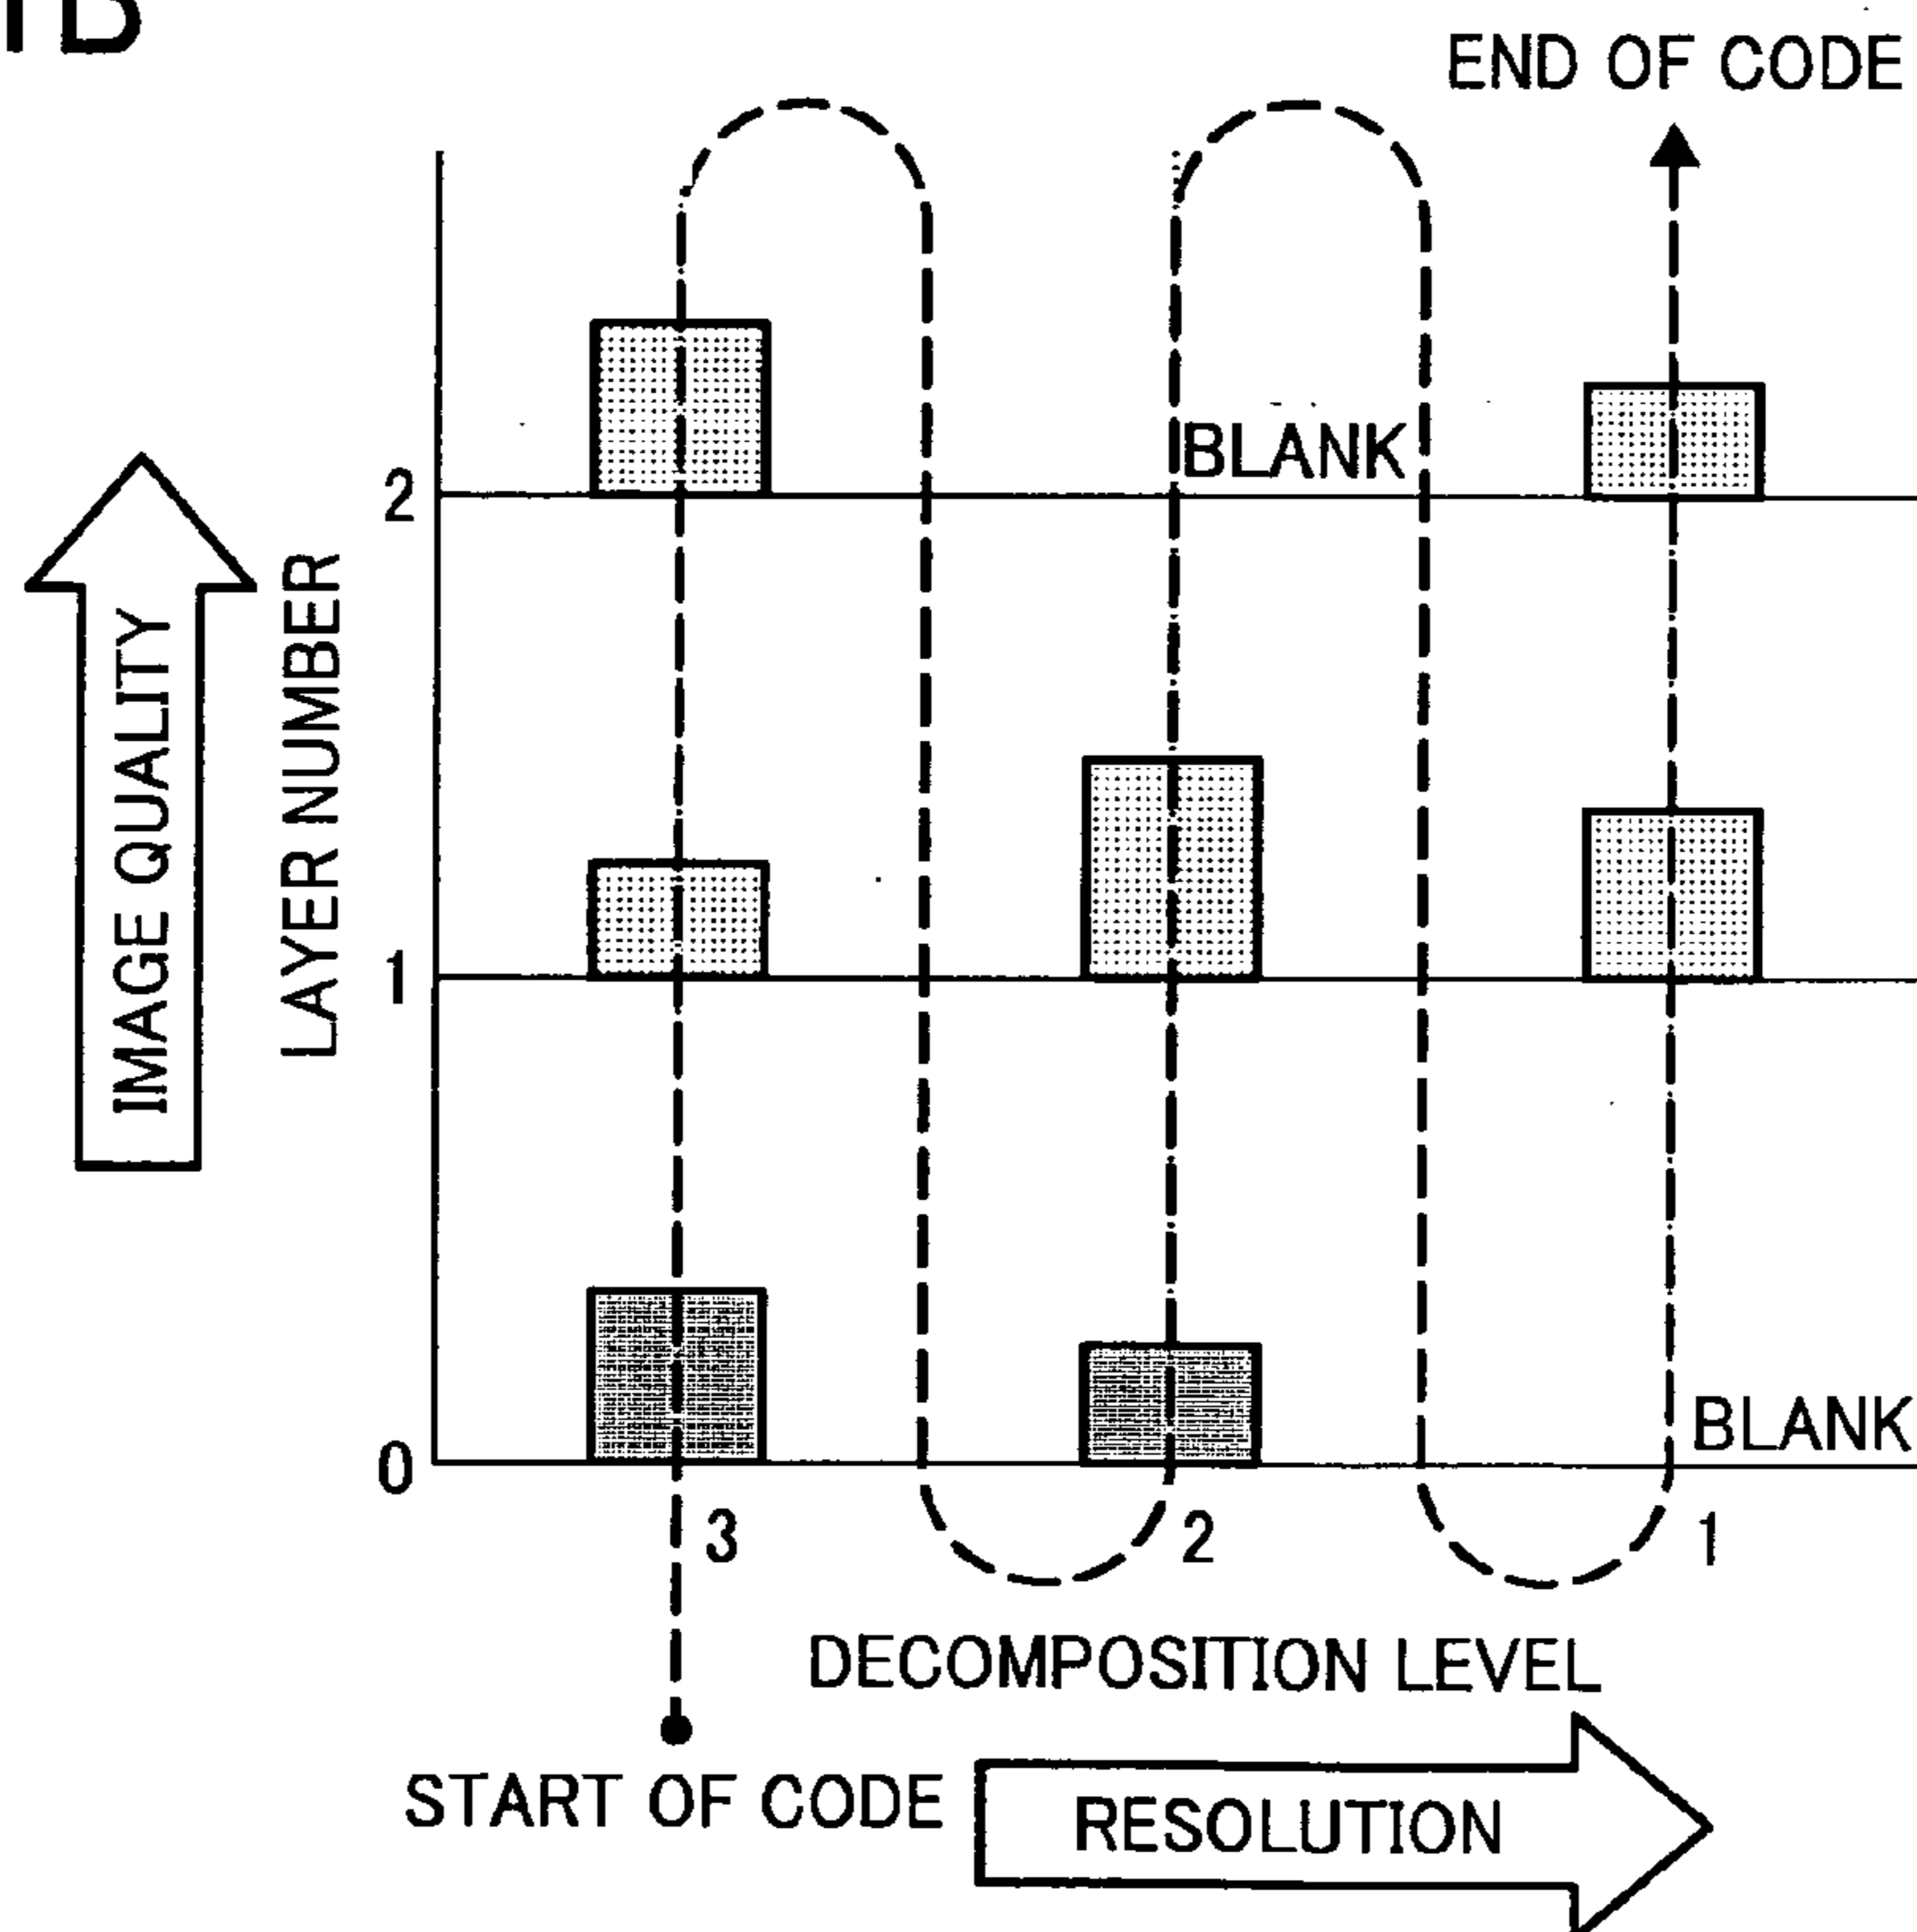 1B
END OF CODE
BLANK
2
IMAGE QUALITY
LAYER NUMBER
1
BLANK
0
3
2
1
DECOMPOSITION LEVEL
START OF CODE
RESOLUTION